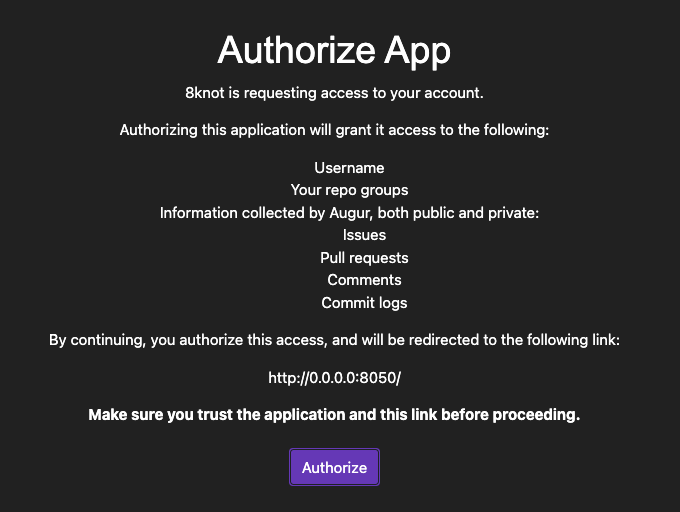 Authorize App
8knot is requesting access to your account.
Authorizing this application will grant it access to the following:
Username
Your repo groups
Information collected by Augur, both public and private:
Issues
Pull requests
Comments
Commit logs
By continuing, you authorize this access, and will be redirected to the following link:
http://0.0.0.0:8050/
Make sure you trust the application and this link before proceeding.
Authorize